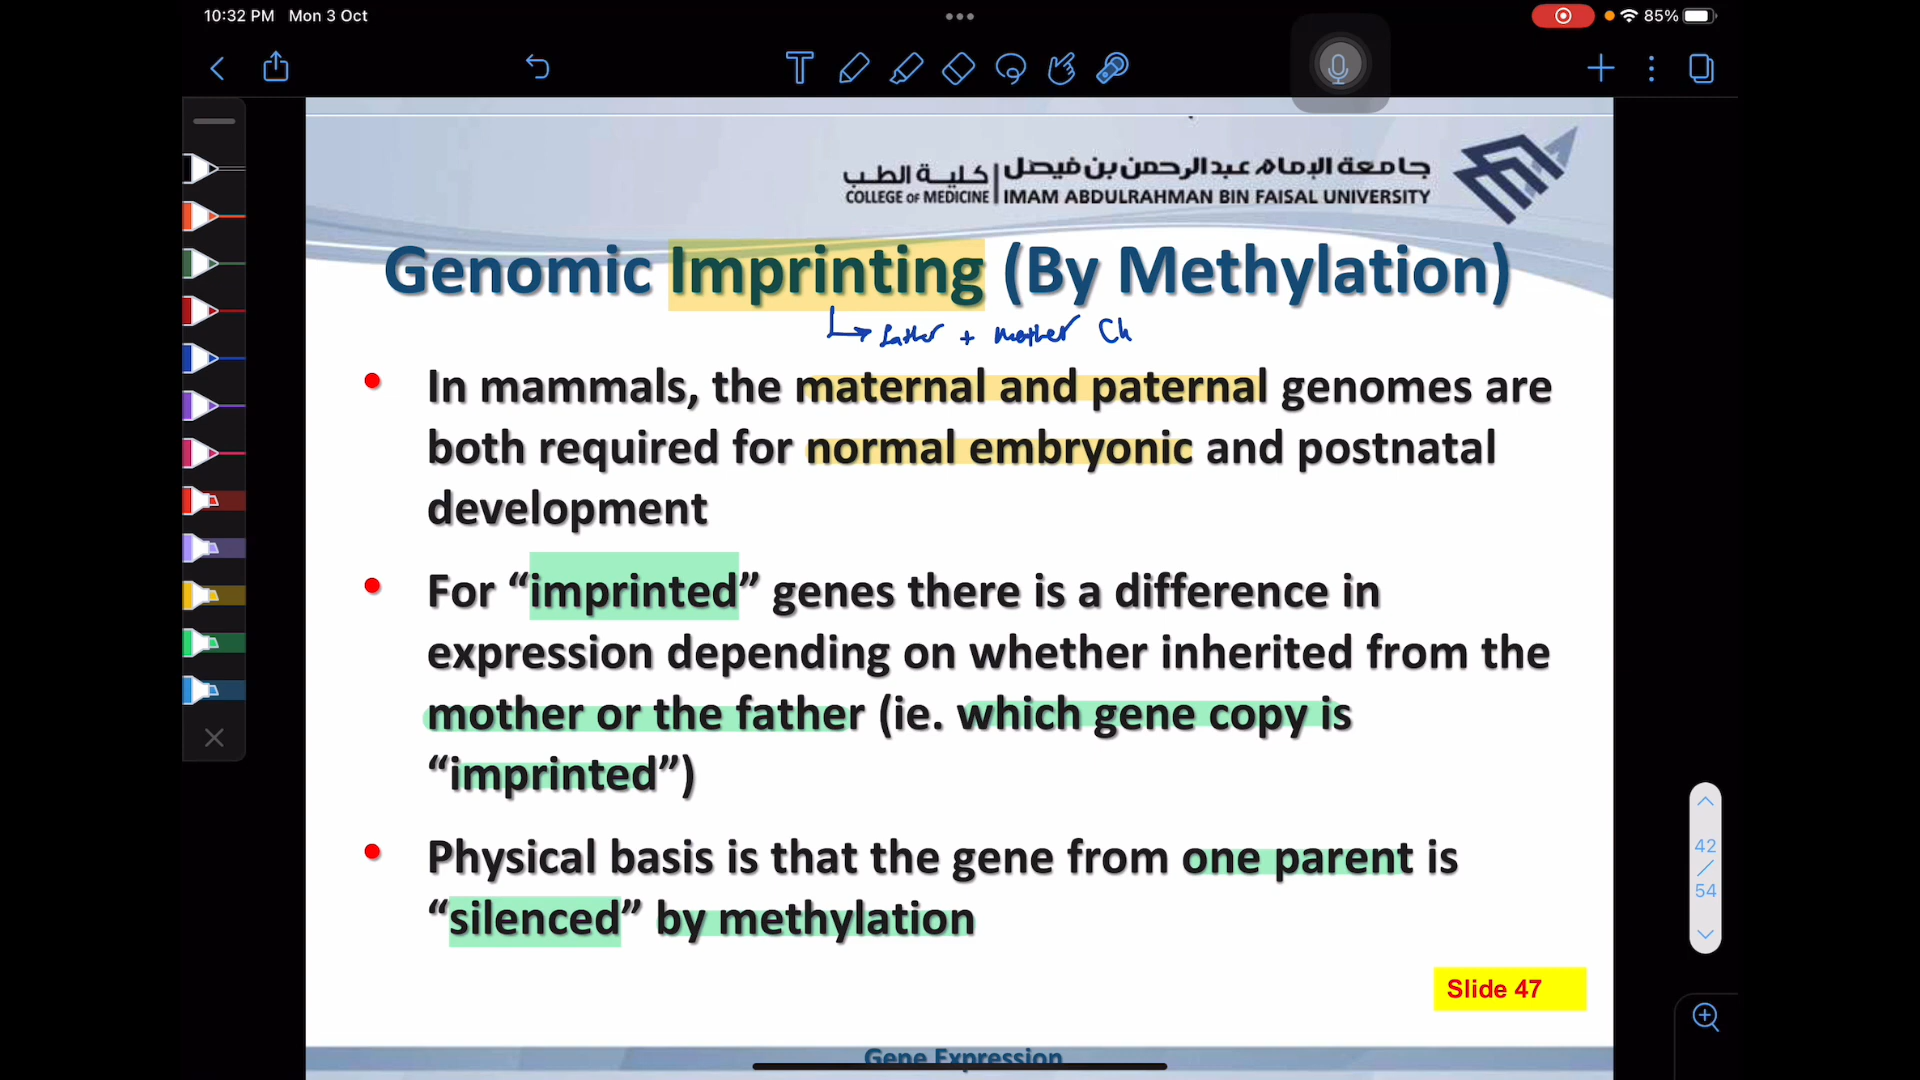 10:32 PM Mon 3 Oct
85%
كلية الطب | جامعة الإمام عبدالرحمن بن فيصل
COLLEGE OF MEDICINE | IMAM ABDULRAHMAN BIN FAISAL UNIVERSITY
Genomic Imprinting (By Methylation)
father + mother Ch
• In mammals, the maternal and paternal genomes are
both required for normal embryonic and postnatal
development
• For “imprinted” genes there is a difference in
expression depending on whether inherited from the
mother or the father (ie. which gene copy is
“imprinted”)
• Physical basis is that the gene from one parent is
“silenced” by methylation
42
/
54
Slide 47
Gene Expression